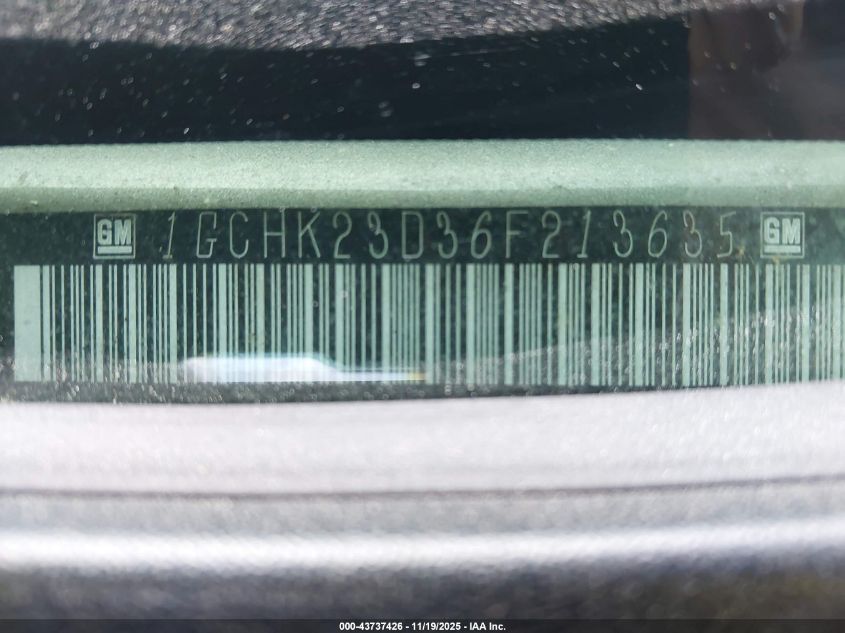 GM 1GCHK23D36F213635 GM
000-43737426 - 11/19/2025 - IAA Inc.